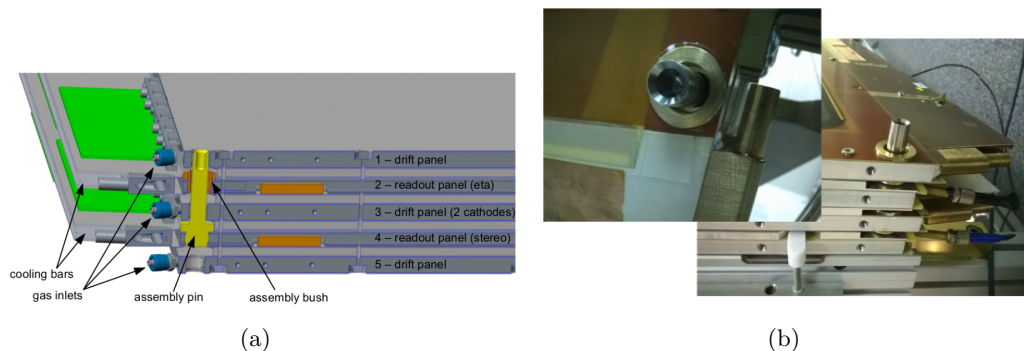 1 – drift panel
2 – readout panel (eta)
3 – drift panel (2 cathodes)
4 – readout panel (stereo)
5 – drift panel
cooling bars
gas inlets
assembly pin
assembly bush
(a)
(b)